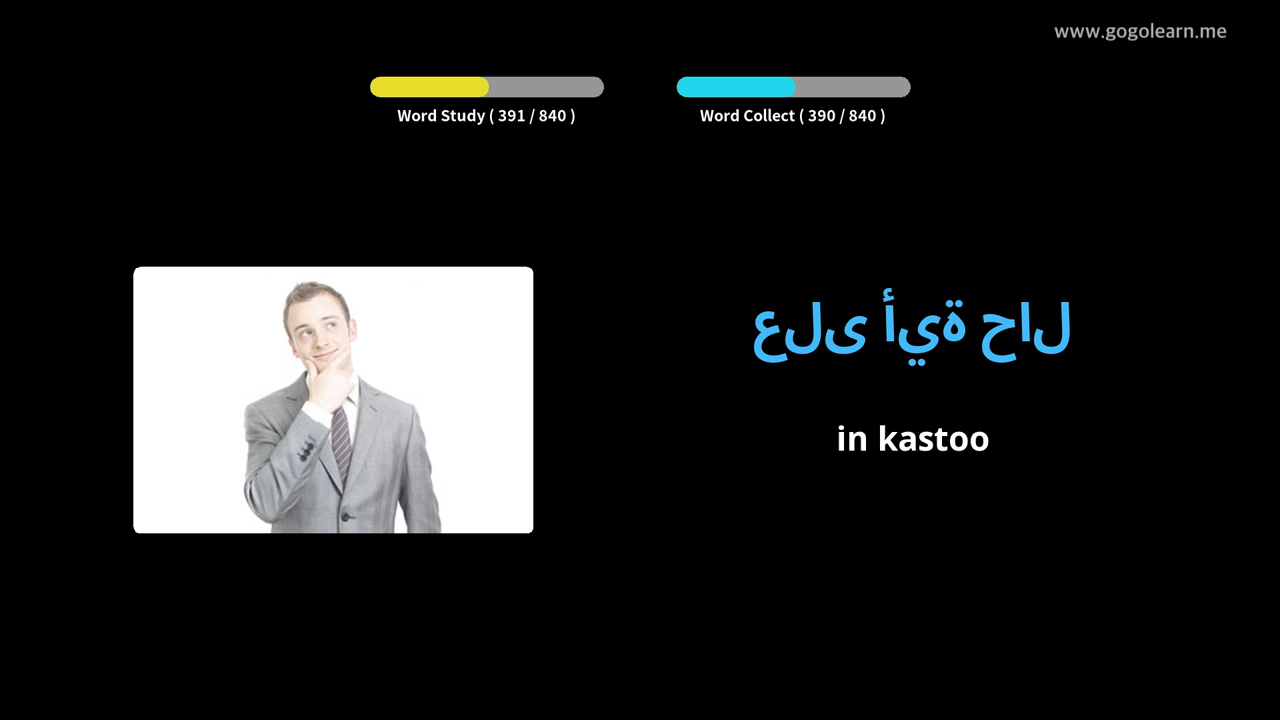 www.gogolearn.me
Word Study ( 391 / 840 )
Word Collect ( 390 / 840 )
على أية حال
in kastoo